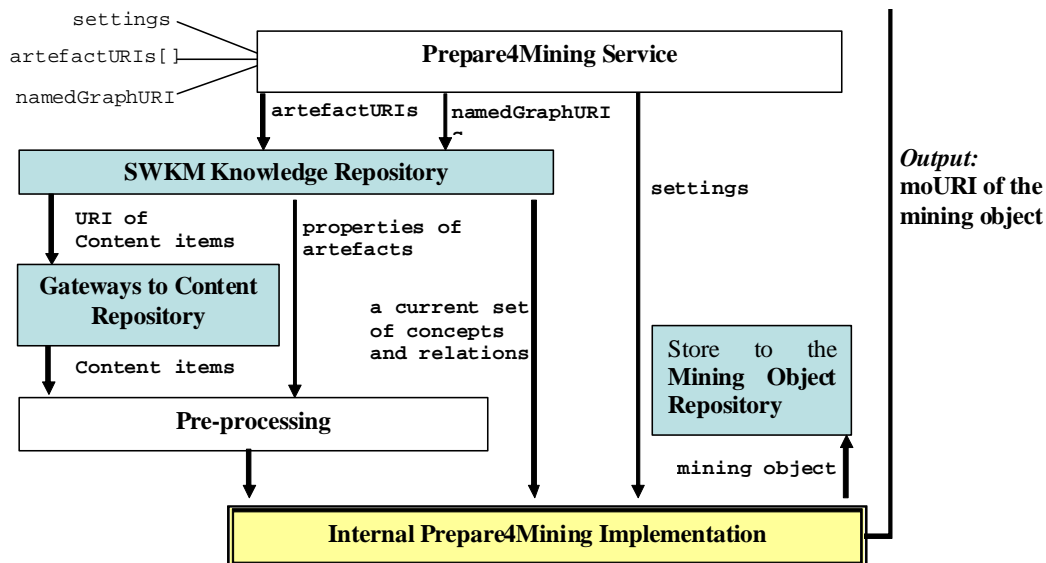 settings
artefactURIs[]
namedGraphURI
Prepare4Mining Service
artefactURIs
namedGraphURI
settings
Output:
moURI of the
mining object
SWKM Knowledge Repository
URI of
Content items
properties of
artefacts
Gateways to Content
Repository
a current set
of concepts
and relations
Content items
Store to the
Mining Object
Repository
Pre-processing
mining object
Internal Prepare4Mining Implementation